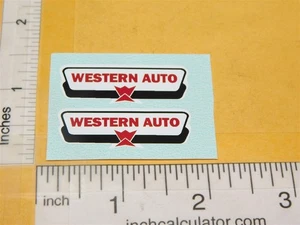 2
1
Inches
WESTERN AUTO
WESTERN AUTO
inch 1 2 3
inchcalculator.com